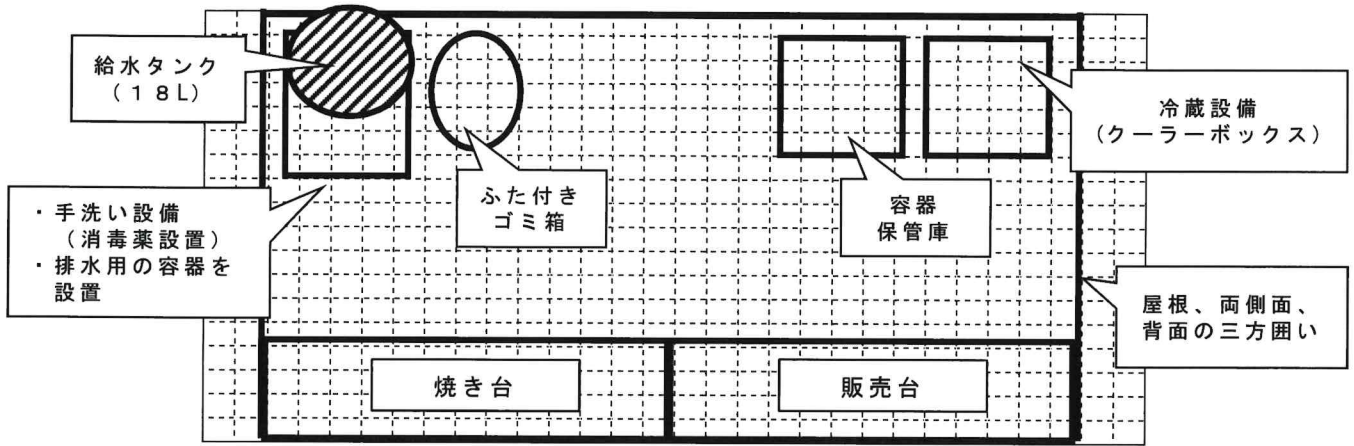 給水タンク
（１８L）
冷蔵設備
（クーラーボックス）
ふた付き
ゴミ箱
容器
保管庫
・手洗い設備
（消毒薬設置）
・排水用の容器を
設置
屋根、両側面、
背面の三方囲い
焼き台
販売台